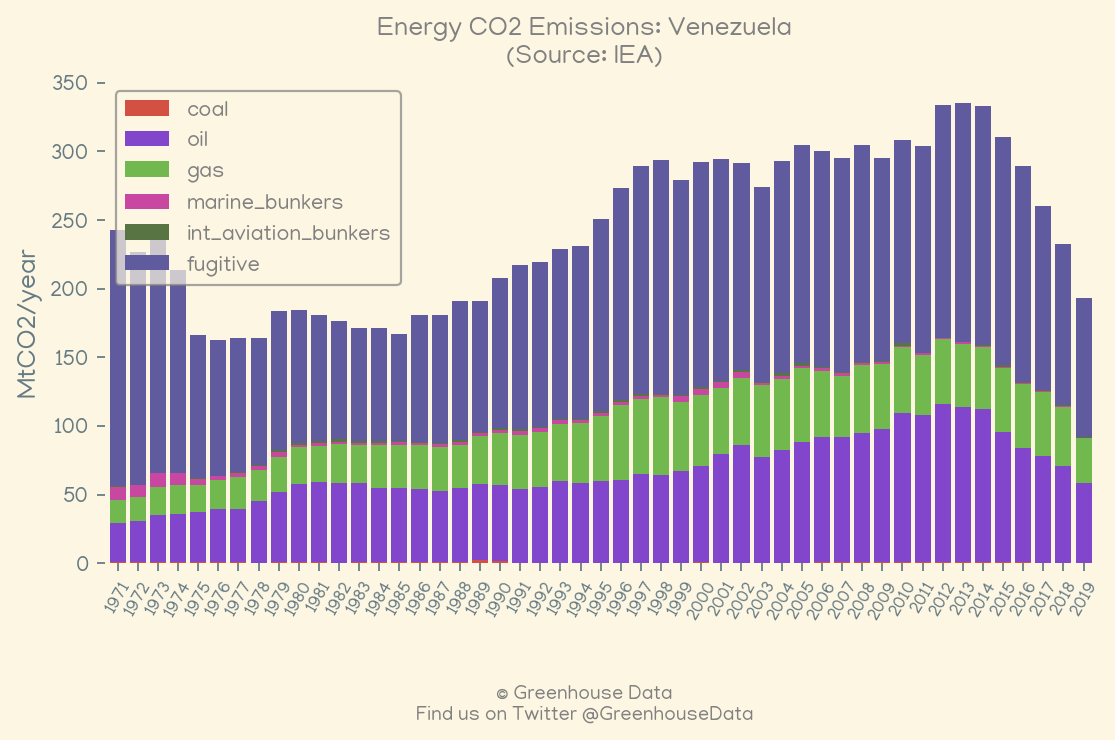 Energy CO2 Emissions: Venezuela
(Source: IEA)
MtCO2/year
350
300
250
200
150
100
50
0
coal
oil
gas
marine_bunkers
int_aviation_bunkers
fugitive
1971 1972 1973 1974 1975 1976 1977 1978 1979 1980 1981 1982 1983 1984 1985 1986 1987 1988 1989 1990 1991 1992 1993 1994 1995 1996 1997 1998 1999 2000 2001 2002 2003 2004 2005 2006 2007 2008 2009 2010 2011 2012 2013 2014 2015 2016 2017 2018 2019
© Greenhouse Data
Find us on Twitter @GreenhouseData